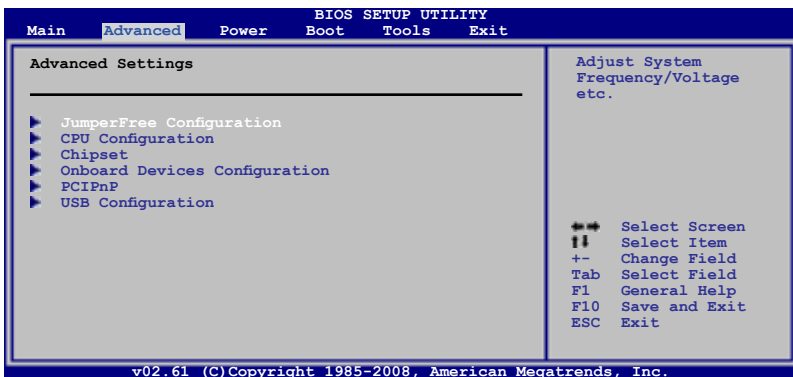 BIOS SETUP UTILITY
Main Advanced Power Boot Tools Exit
Advanced Settings
JumperFree Configuration
CPU Configuration
Chipset
Onboard Devices Configuration
PCIPnP
USB Configuration
Adjust System
Frequency/Voltage
etc.
←→ Select Screen
↑↓ Select Item
+- Change Field
Tab Select Field
F1 General Help
F10 Save and Exit
ESC Exit
v02.61 (C)Copyright 1985-2008, American Megatrends, Inc.